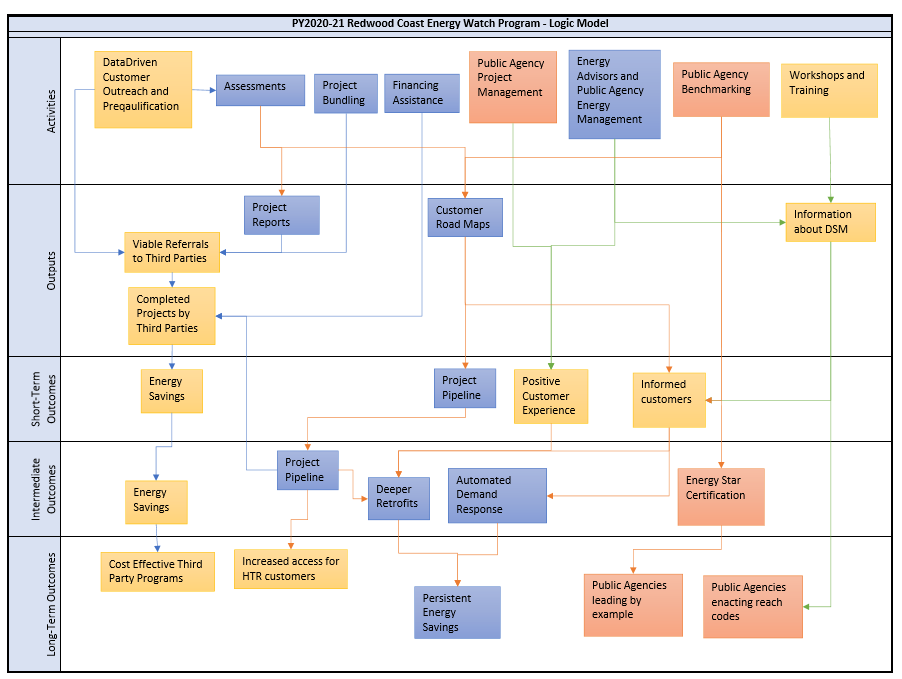 PY2020-21 Redwood Coast Energy Watch Program - Logic Model
Activities
DataDriven
Customer
Outreach and
Preqaulification
Assessments
Project
Bundling
Financing
Assistance
Public Agency
Project
Management
Energy
Advisors and
Public Agency
Energy
Management
Public Agency
Benchmarking
Workshops and
Training
Outputs
Project
Reports
Customer
Road Maps
Information
about DSM
Viable Referrals
to Third Parties
Completed
Projects by
Third Parties
Short-Term
Outcomes
Energy
Savings
Project
Pipeline
Positive
Customer
Experience
Informed
customers
Intermediate
Outcomes
Energy
Savings
Project
Pipeline
Deeper
Retrofits
Automated
Demand
Response
Energy Star
Certification
Long-Term Outcomes
Cost Effective Third
Party Programs
Increased access for
HTR customers
Persistent
Energy
Savings
Public Agencies
leading by
example
Public Agencies
enacting reach
codes